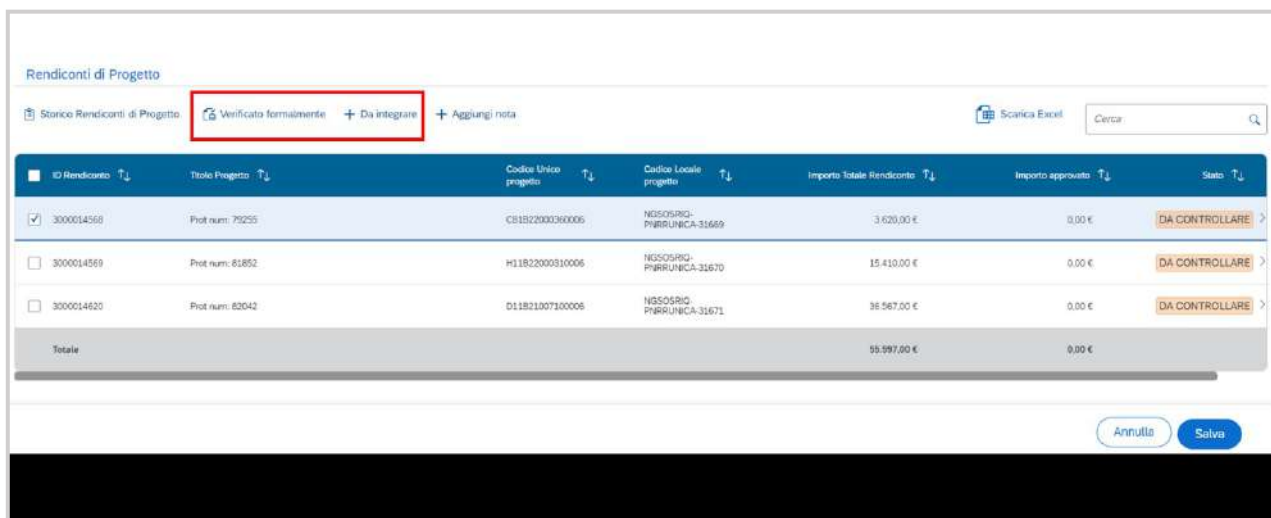 Rendiconti di Progetto
Storico Rendiconti di Progetto Verificato formalmente + Da integrare + Aggiungi nota Scarica Excel Cerca
ID Rendiconto Titolo Progetto Codice Unico progetto Codice Locale progetto Importo Totale Rendiconto Importo approvato Stato
3000014568 Prot num: 79255 C81B22000360006 NGSOSRIQ-PNRRUNICA-31669 3.620,00 € 0,00 € DA CONTROLLARE
3000014569 Prot num: 81852 H11B22000310006 NGSOSRIQ-PNRRUNICA-31670 15.410,00 € 0,00 € DA CONTROLLARE
3000014620 Prot num: 82042 D11B21007100006 NGSOSRIQ-PNRRUNICA-31671 36.567,00 € 0,00 € DA CONTROLLARE
Totale 55.597,00 € 0,00 €
Annulla Salva